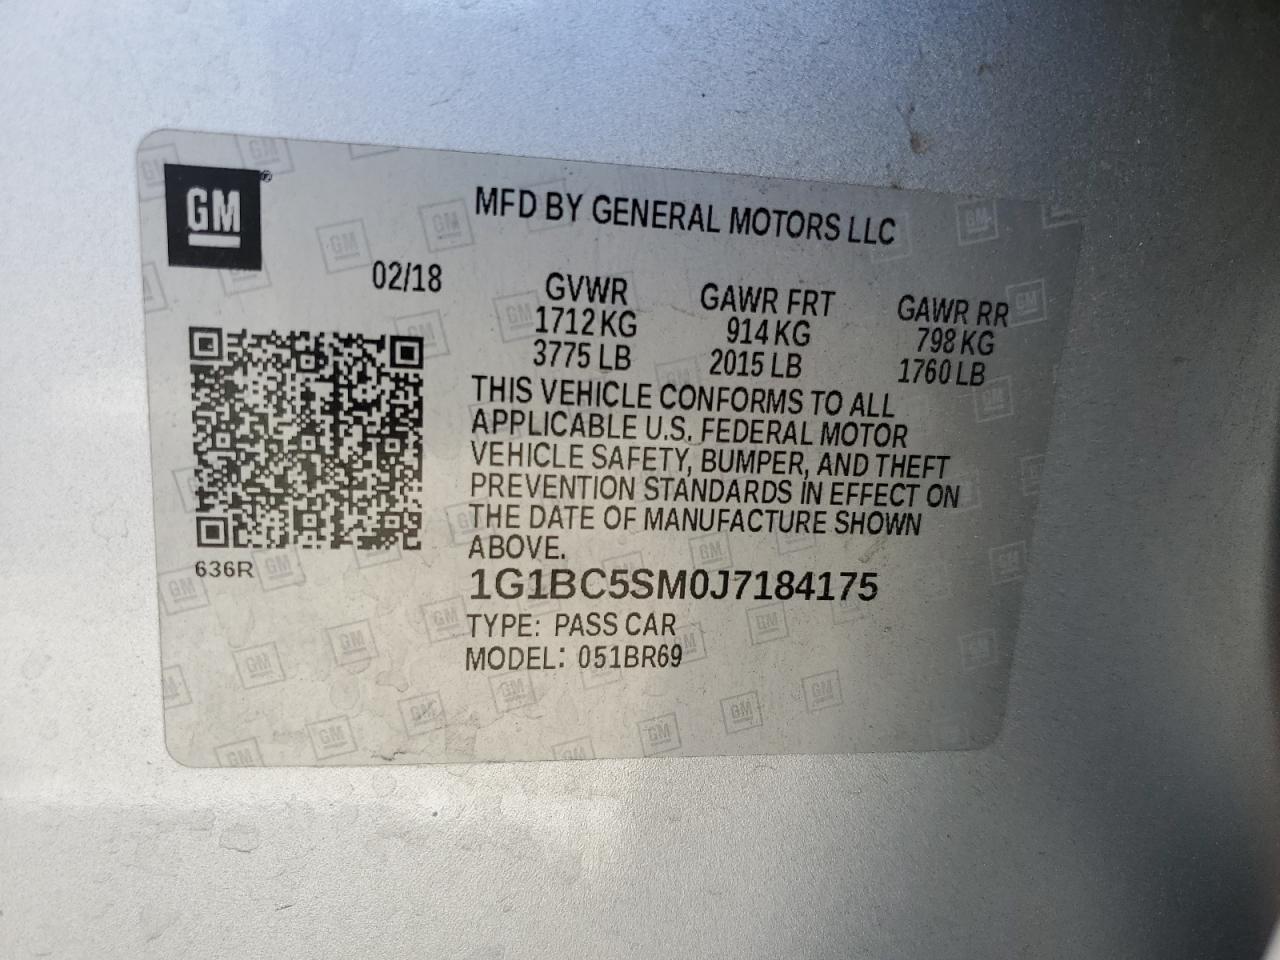 GM®
MFD BY GENERAL MOTORS LLC
02/18
GVWR GAWR FRT GAWR RR
1712 KG 914 KG 798 KG
3775 LB 2015 LB 1760 LB
THIS VEHICLE CONFORMS TO ALL
APPLICABLE U.S. FEDERAL MOTOR
VEHICLE SAFETY, BUMPER, AND THEFT
PREVENTION STANDARDS IN EFFECT ON
THE DATE OF MANUFACTURE SHOWN
ABOVE.
636R
1G1BC5SM0J7184175
TYPE: PASS CAR
MODEL: 051BR69